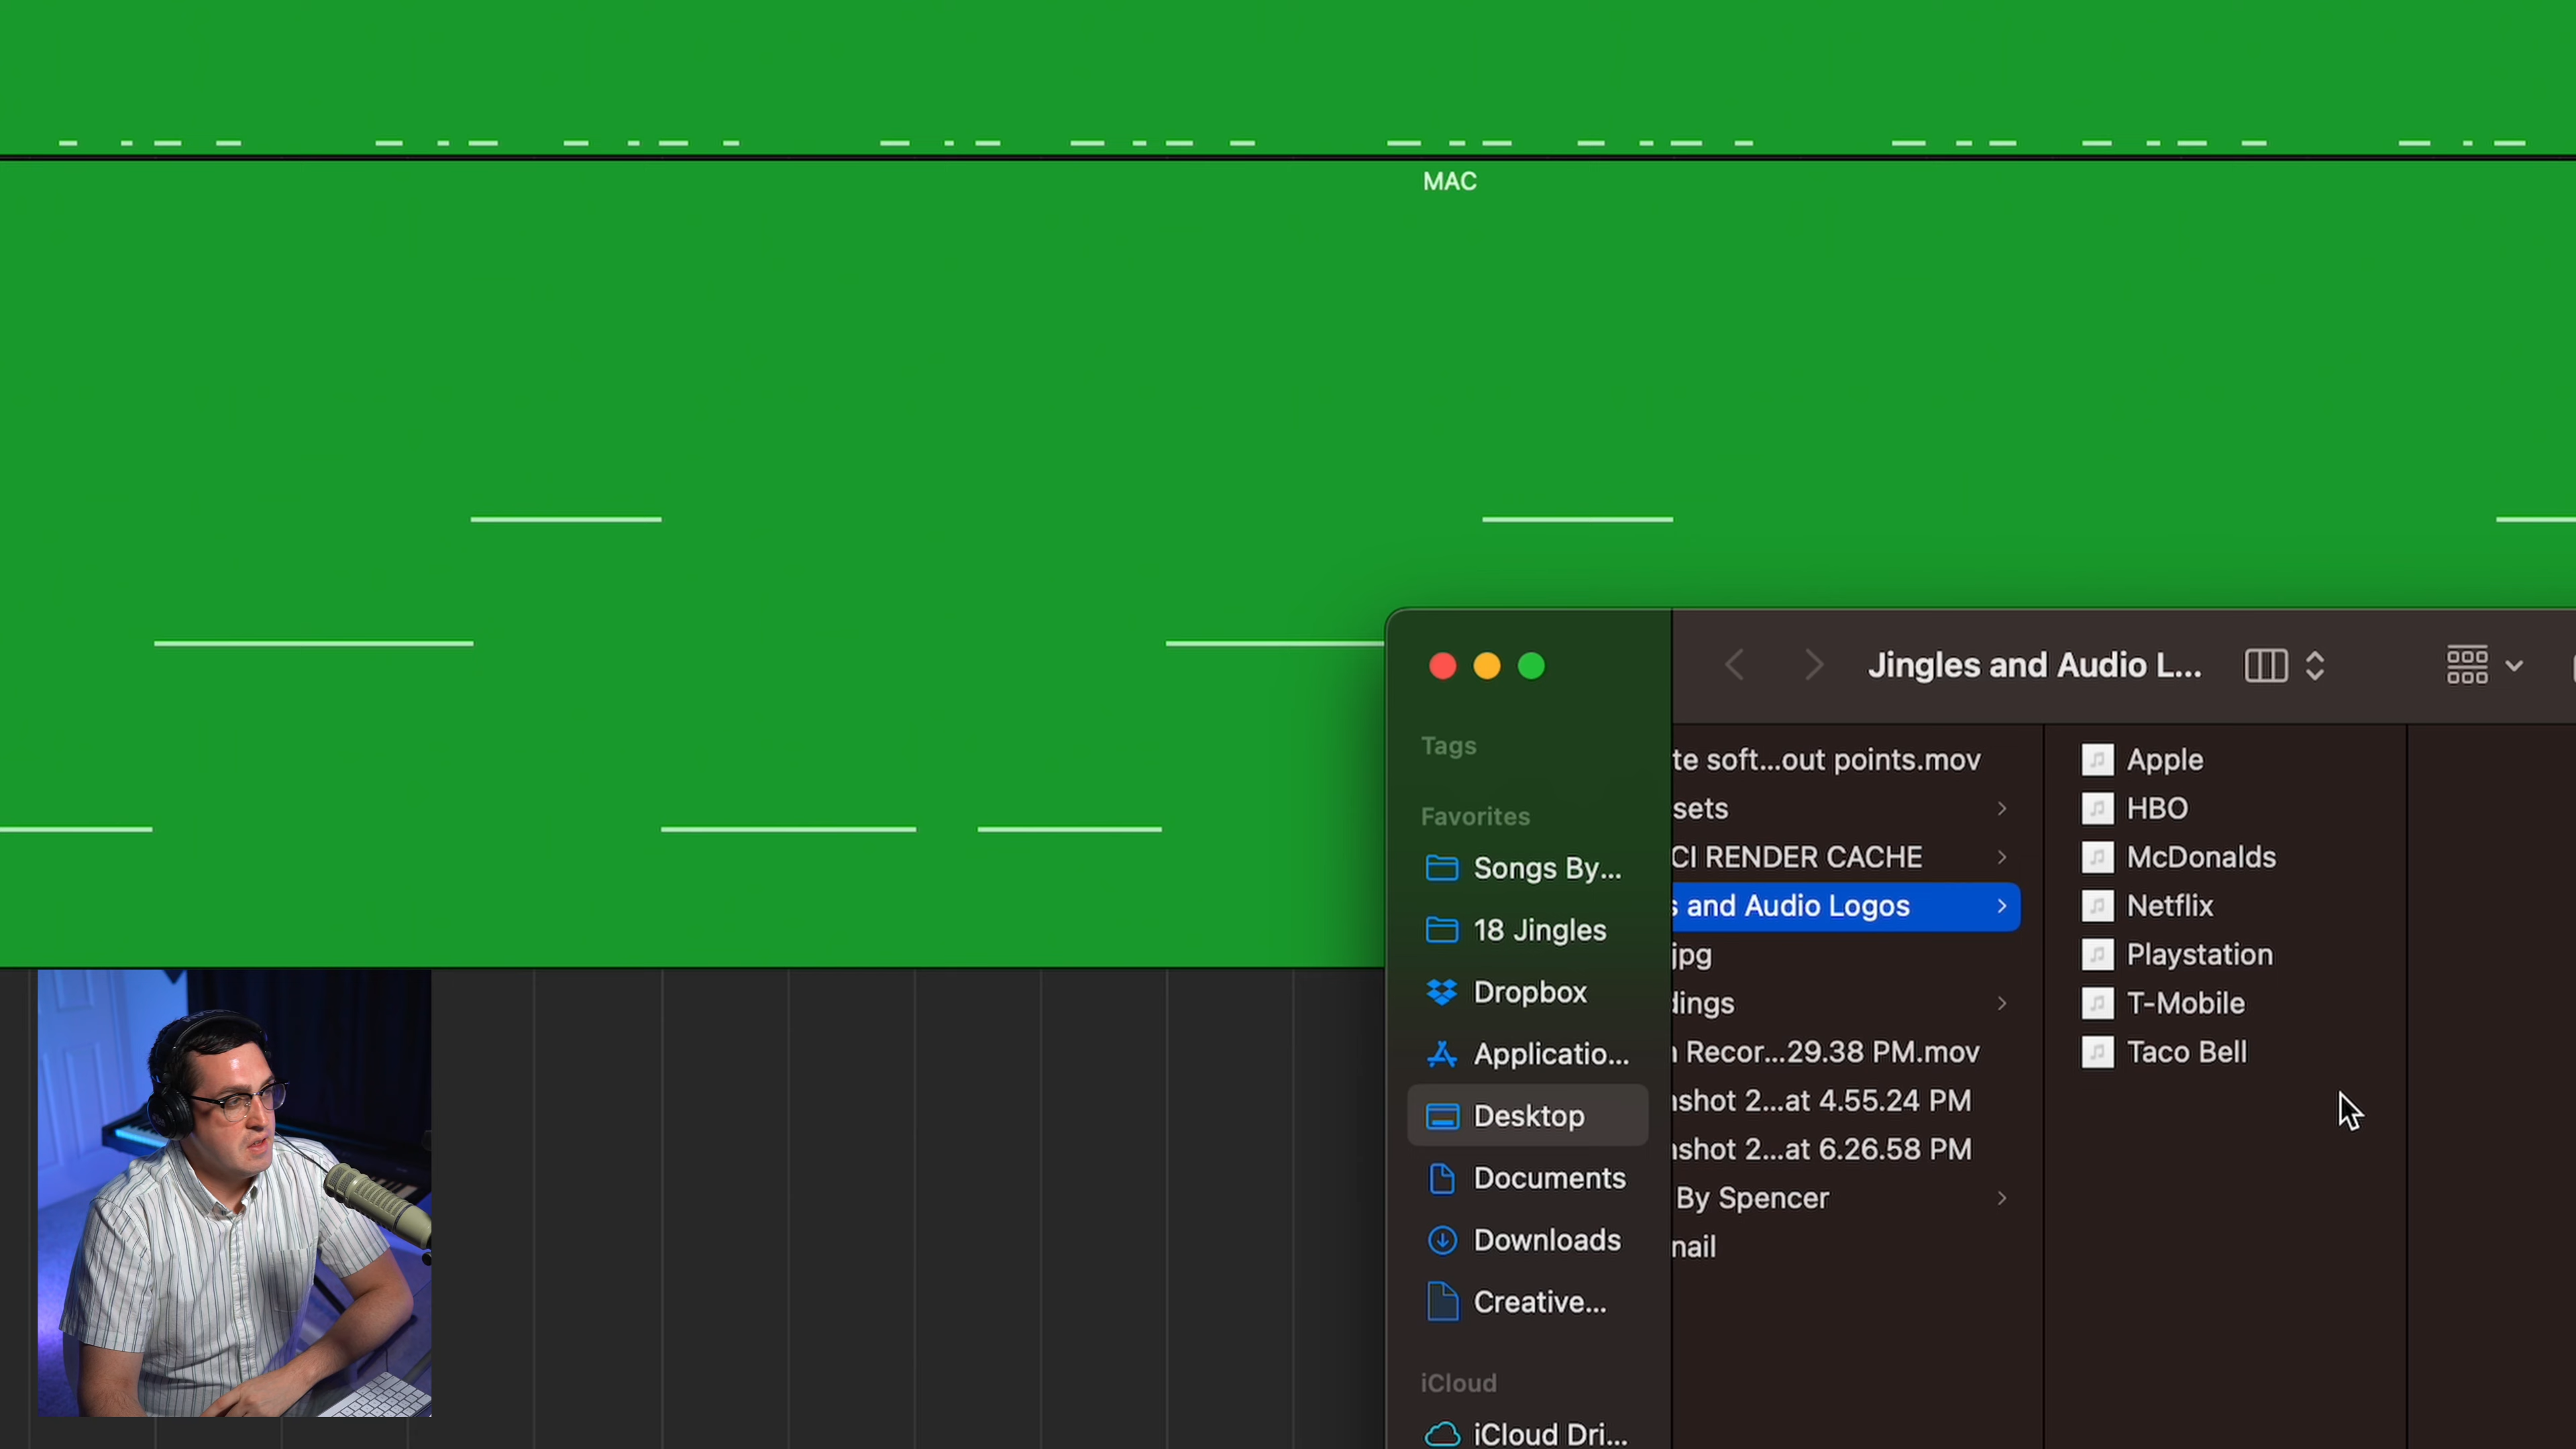 MAC
Jingles and Audio L...
Tags
Favorites
Songs By...
18 Jingles
Dropbox
Applicatio...
Desktop
Documents
Downloads
Creative...
iCloud
iCloud Dri...
te soft...out points.mov
sets
CI RENDER CACHE
s and Audio Logos
jpg
dings
n Recor...29.38 PM.mov
nshot 2...at 4.55.24 PM
nshot 2...at 6.26.58 PM
By Spencer
nail
Apple
HBO
McDonalds
Netflix
Playstation
T-Mobile
Taco Bell